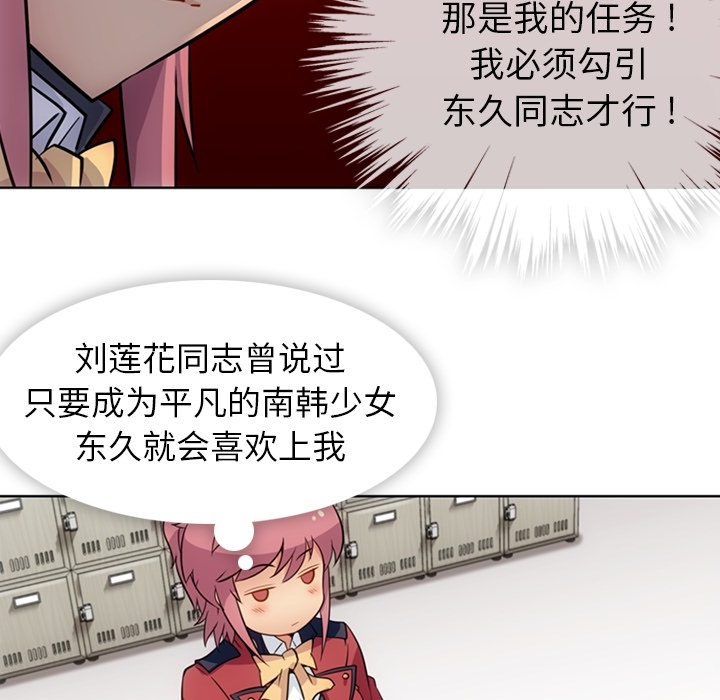 那是我的任务！
我必须勾引
东久同志才行！
刘莲花同志曾说过
只要成为平凡的南韩少女
东久就会喜欢上我